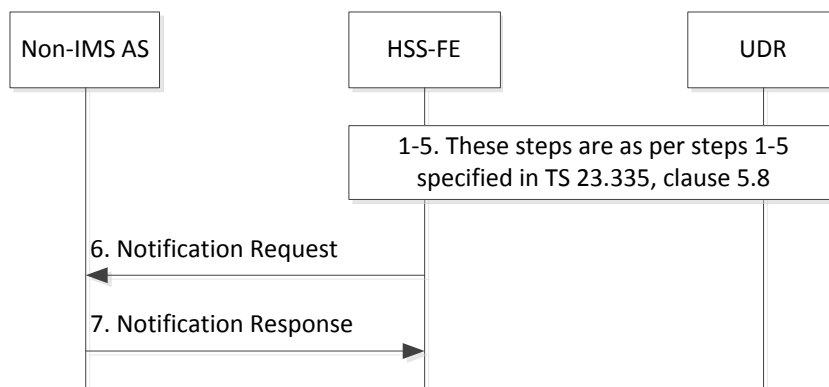 Non-IMS AS
HSS-FE
UDR
1-5. These steps are as per steps 1-5
specified in TS 23.335, clause 5.8
6. Notification Request
7. Notification Response